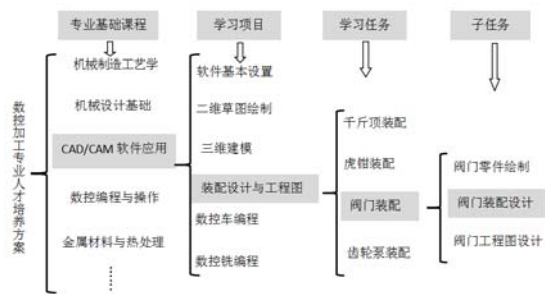 专业基础课程
学习项目
学习任务
子任务
数控加工专业人才培养方案
机械制造工艺学
机械设计基础
CAD/CAM 软件应用
数控编程与操作
金属材料与热处理
软件基本设置
二维草图绘制
三维建模
装配设计与工程图
数控车编程
数控铣编程
千斤顶装配
虎钳装配
阀门装配
齿轮泵装配
阀门零件绘制
阀门装配设计
阀门工程图设计